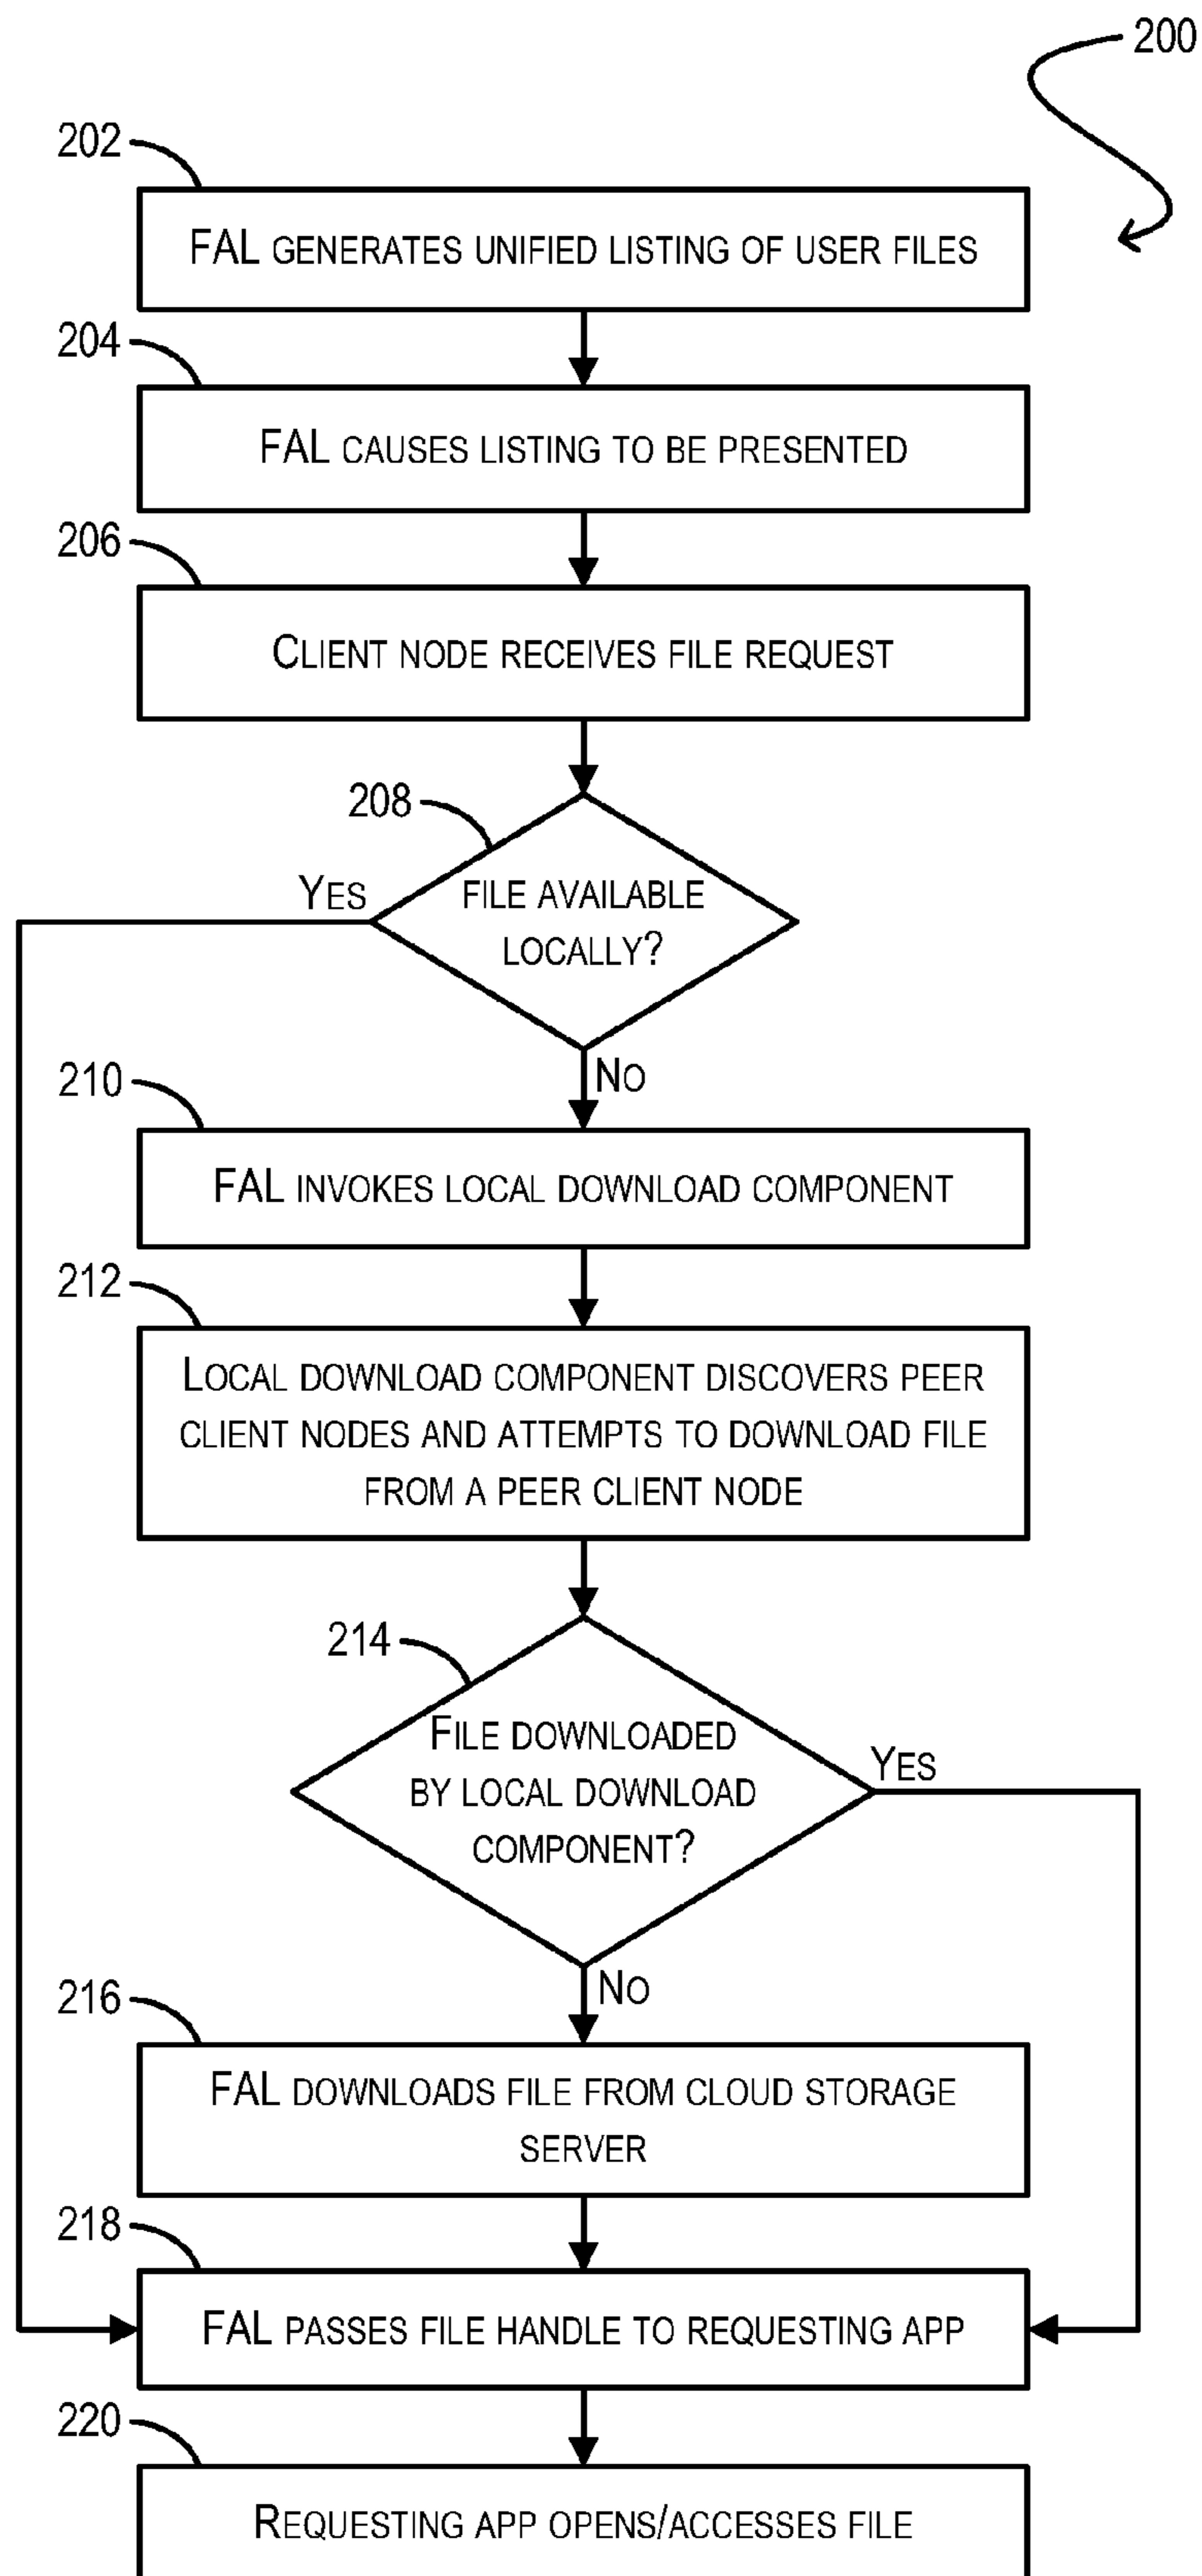 200
202
FAL GENERATES UNIFIED LISTING OF USER FILES
204
FAL CAUSES LISTING TO BE PRESENTED
206
CLIENT NODE RECEIVES FILE REQUEST
208
YES
FILE AVAILABLE
LOCALLY?
NO
210
FAL INVOKES LOCAL DOWNLOAD COMPONENT
212
LOCAL DOWNLOAD COMPONENT DISCOVERS PEER
CLIENT NODES AND ATTEMPTS TO DOWNLOAD FILE
FROM A PEER CLIENT NODE
214
FILE DOWNLOADED
BY LOCAL DOWNLOAD
COMPONENT?
YES
NO
216
FAL DOWNLOADS FILE FROM CLOUD STORAGE
SERVER
218
FAL PASSES FILE HANDLE TO REQUESTING APP
220
REQUESTING APP OPENS/ACCESSES FILE